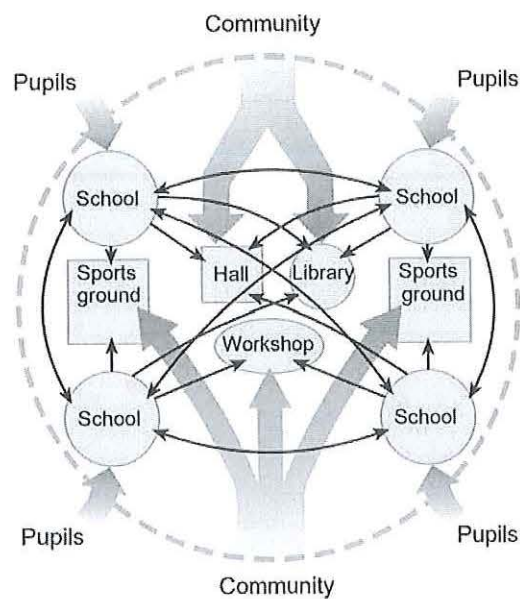 Community
Pupils
Pupils
School
School
Sports
ground
Hall
Library
Sports
ground
Workshop
School
School
Pupils
Pupils
Community